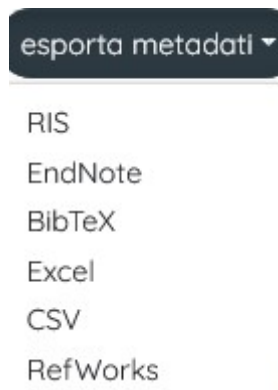 esporta metadati
RIS
EndNote
BibTeX
Excel
CSV
RefWorks